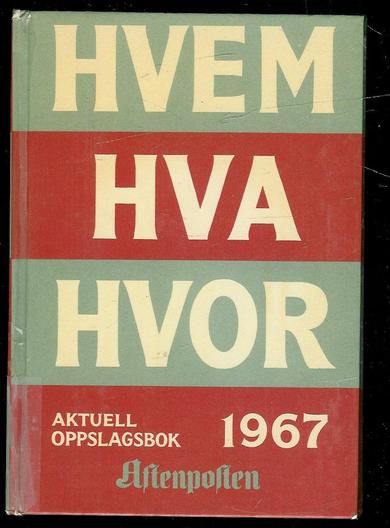 HVEM
HVA
HVOR
AKTUELL
OPPSLAGSBOK
1967
Aftenposten